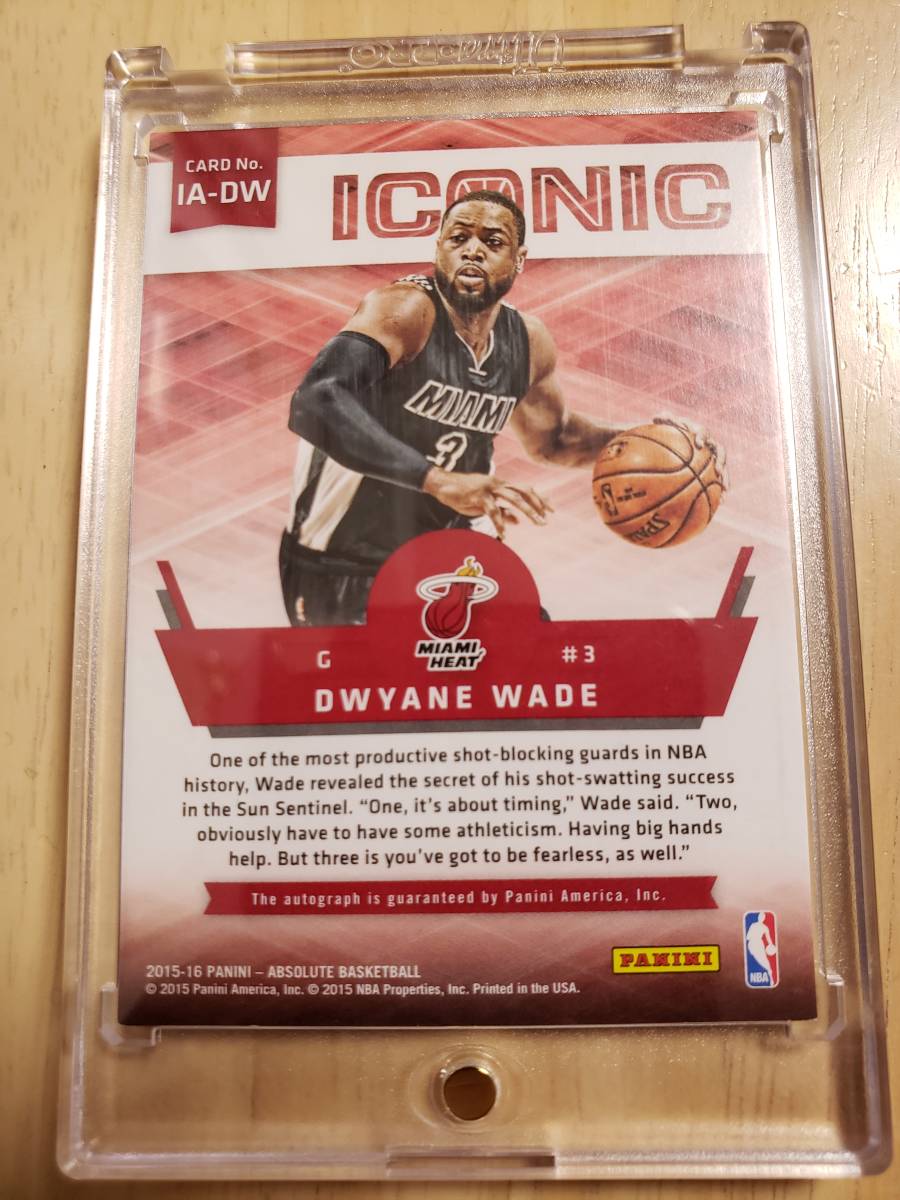 Ultra·PRO®
CARD No.
IA-DW
ICONIC
MIAMI
3
SPALDING
MIAMI
HEAT
G
#3
DWYANE WADE
One of the most productive shot-blocking guards in NBA
history, Wade revealed the secret of his shot-swatting success
in the Sun Sentinel. “One, it’s about timing,” Wade said. “Two,
obviously have to have some athleticism. Having big hands
help. But three is you’ve got to be fearless, as well.”
The autograph is guaranteed by Panini America, Inc.
PANINI
NBA
2015-16 PANINI – ABSOLUTE BASKETBALL
© 2015 Panini America, Inc. © 2015 NBA Properties, Inc. Printed in the USA.